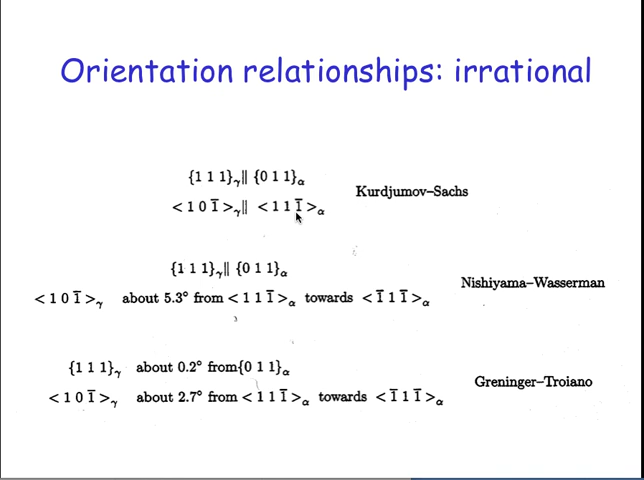 Orientation relationships: irrational
{1 1 1}γ || {0 1 1}α
< 1 0 1̅ >γ || < 1 1 1̅ >α
Kurdjumov–Sachs
{1 1 1}γ || {0 1 1}α
< 1 0 1̅ >γ about 5.3° from < 1 1 1̅ >α towards < 1̅ 1 1̅ >α
Nishiyama–Wasserman
{1 1 1}γ about 0.2° from{0 1 1}α
< 1 0 1̅ >γ about 2.7° from < 1 1 1̅ >α towards < 1̅ 1 1̅ >α
Greninger–Troiano